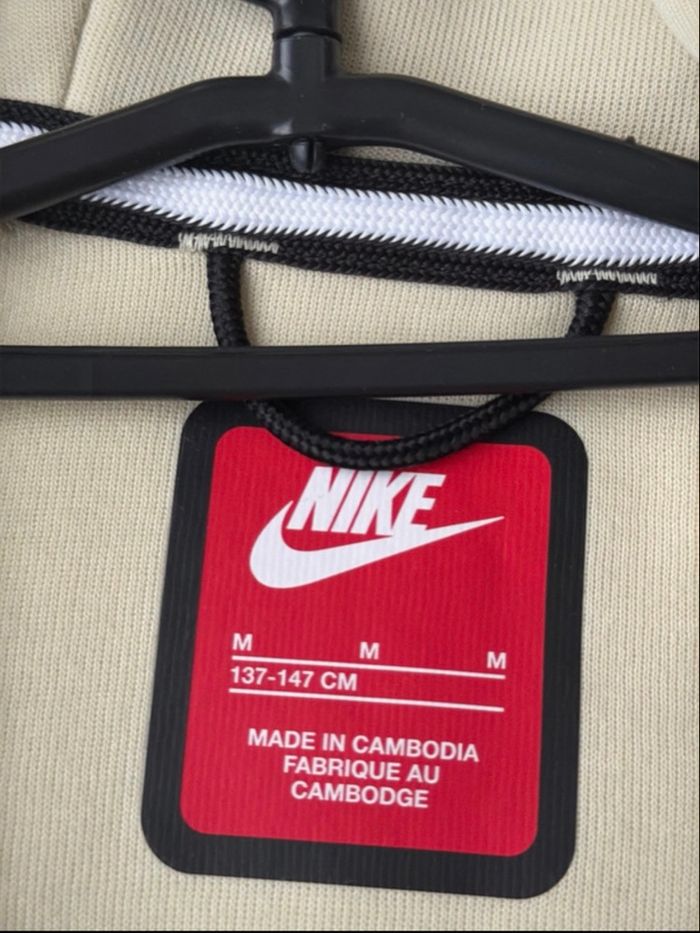 NIKE
M M M
137-147 CM
MADE IN CAMBODIA
FABRIQUE AU
CAMBODGE